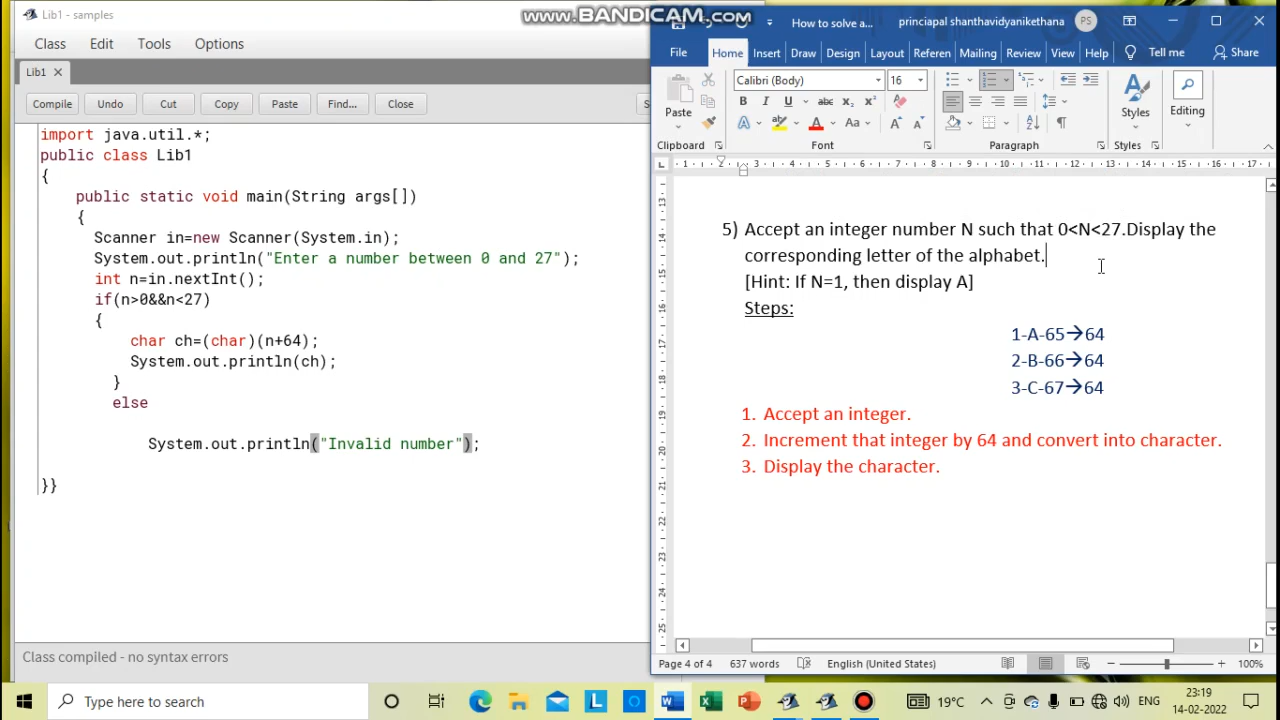 Lib1 - samples
www.BANDICAM.com
Class Edit Tools Options
Lib1
Compile Undo Cut Copy Paste Find... Close
import java.util.*;
public class Lib1
{
public static void main(String args[])
{
Scanner in=new Scanner(System.in);
System.out.println("Enter a number between 0 and 27");
int n=in.nextInt();
if(n>0&&n<27)
{
char ch=(char)(n+64);
System.out.println(ch);
}
else
System.out.println("Invalid number");
}}
Class compiled - no syntax errors
How to solve a... principapal shanthavidyanikethana PS
File Home Insert Draw Design Layout Referen Mailing Review View Help Tell me Share
Calibri (Body) 16
Paste Styles Editing
Clipboard Font Paragraph Styles
5) Accept an integer number N such that 0<N<27.Display the
corresponding letter of the alphabet.
[Hint: If N=1, then display A]
Steps:
1-A-65→64
2-B-66→64
3-C-67→64
1. Accept an integer.
2. Increment that integer by 64 and convert into character.
3. Display the character.
Page 4 of 4 637 words English (United States) 100%
Type here to search
19°C ENG
23:19
14-02-2022